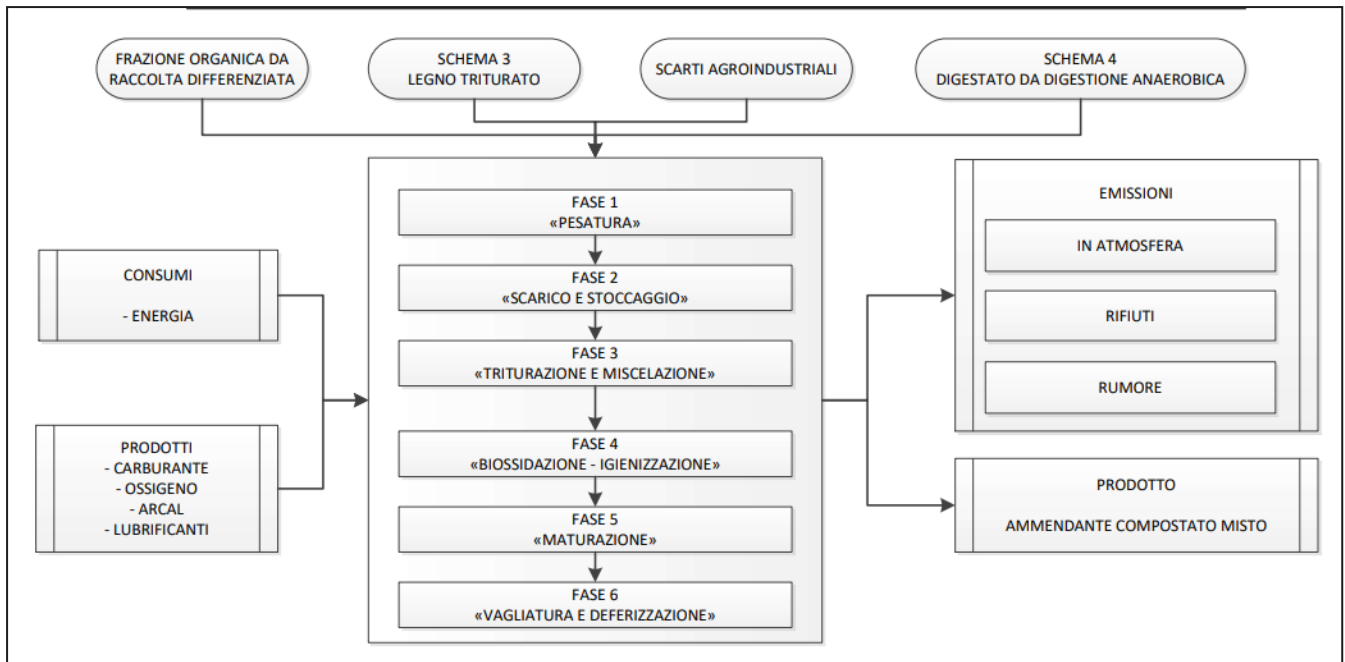 FRAZIONE ORGANICA DA
RACCOLTA DIFFERENZIATA
SCHEMA 3
LEGNO TRITURATO
SCARTI AGROINDUSTRIALI
SCHEMA 4
DIGESTATO DA DIGESTIONE ANAEROBICA
CONSUMI
- ENERGIA
PRODOTTI
- CARBURANTE
- OSSIGENO
- ARCAL
- LUBRIFICANTI
FASE 1
«PESATURA»
FASE 2
«SCARICO E STOCCAGGIO»
FASE 3
«TRITURAZIONE E MISCELAZIONE»
FASE 4
«BIOSSIDAZIONE - IGIENIZZAZIONE»
FASE 5
«MATURAZIONE»
FASE 6
«VAGLIATURA E DEFERIZZAZIONE»
EMISSIONI
IN ATMOSFERA
RIFIUTI
RUMORE
PRODOTTO
AMMENDANTE COMPOSTATO MISTO